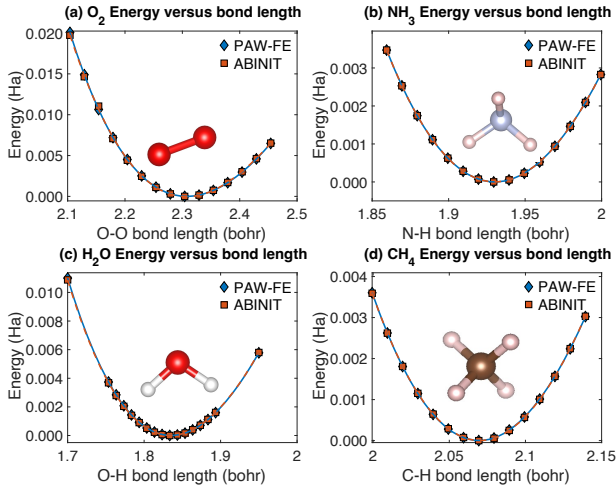 (a) O2 Energy versus bond length
PAW-FE
ABINIT
Energy (Ha)
0.020
0.015
0.010
0.005
0.000
2.1 2.2 2.3 2.4 2.5
O-O bond length (bohr)
(b) NH3 Energy versus bond length
PAW-FE
ABINIT
Energy (Ha)
0.003
0.002
0.001
0.000
1.85 1.9 1.95 2
N-H bond length (bohr)
(c) H2O Energy versus bond length
PAW-FE
ABINIT
Energy (Ha)
0.010
0.008
0.006
0.004
0.002
0.000
1.7 1.8 1.9 2
O-H bond length (bohr)
(d) CH4 Energy versus bond length
PAW-FE
ABINIT
Energy (Ha)
0.004
0.003
0.002
0.001
0.000
2 2.05 2.1 2.15
C-H bond length (bohr)